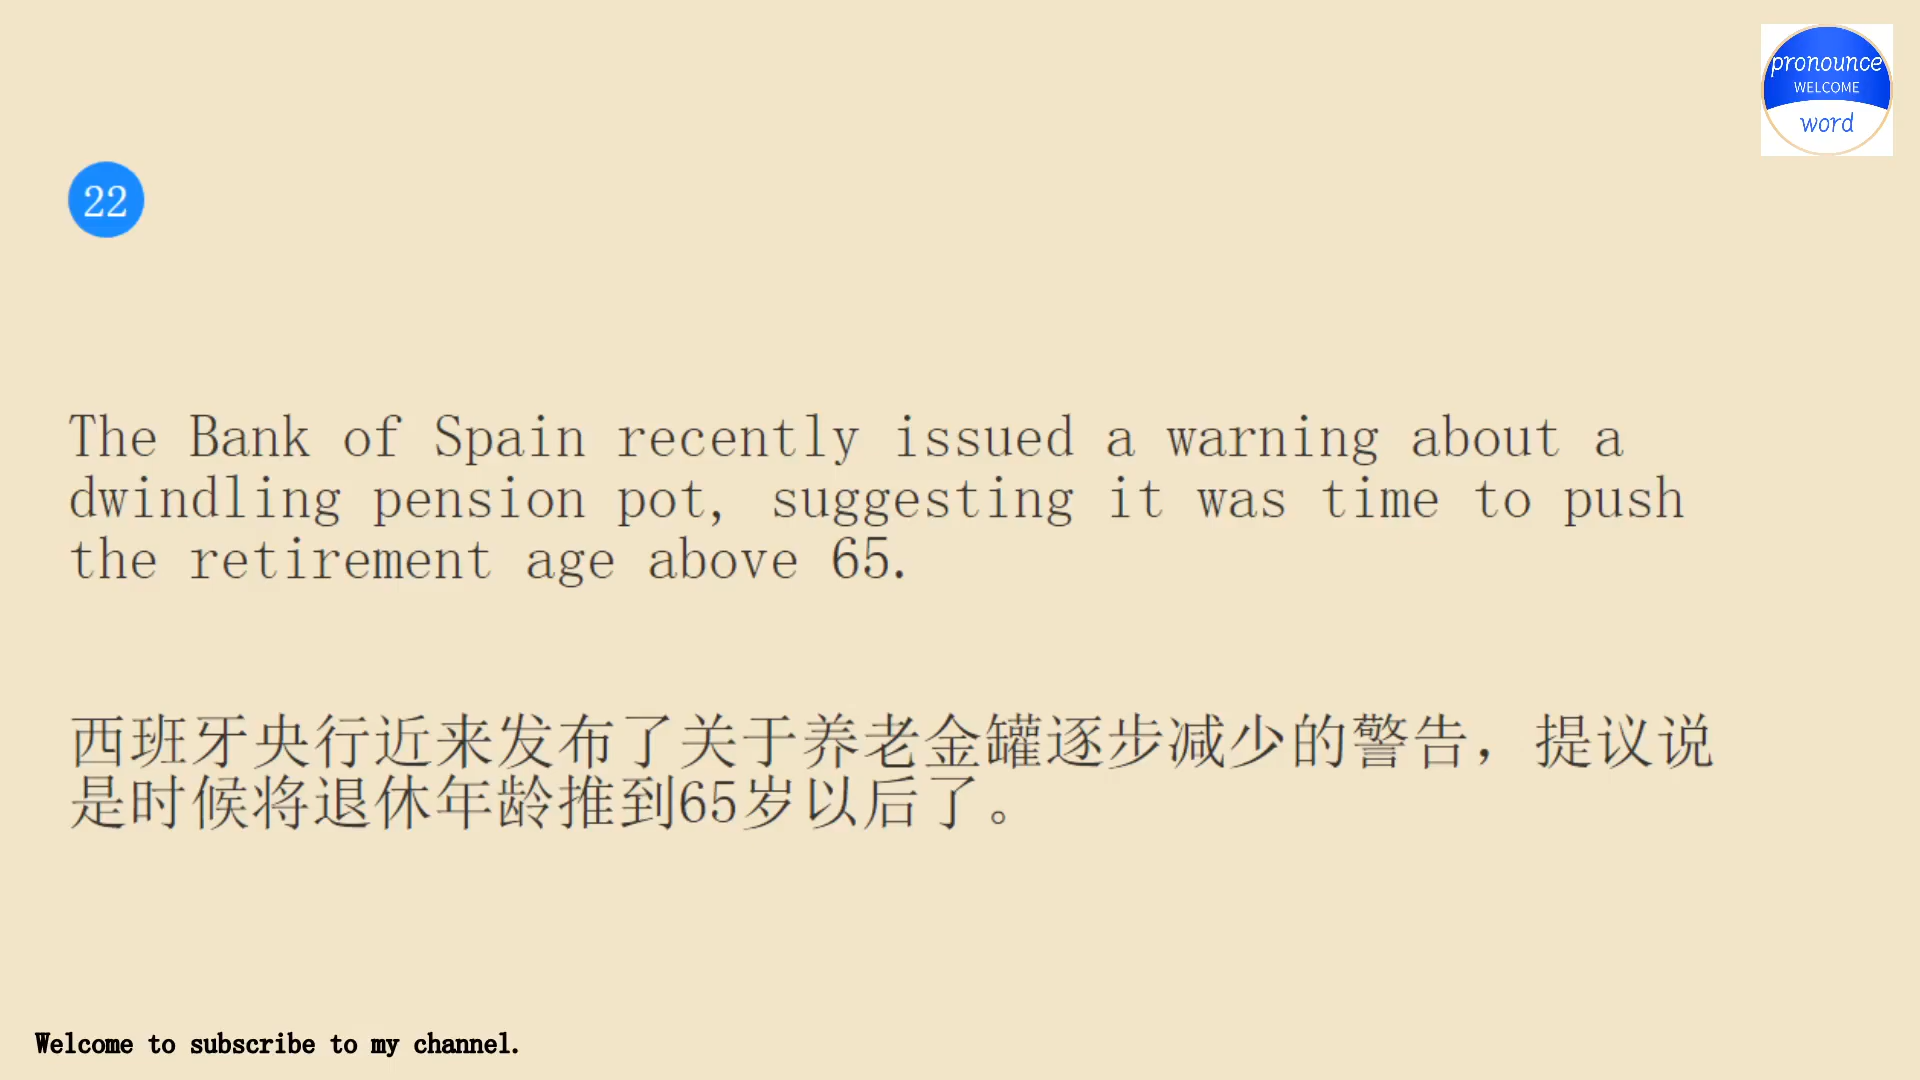 pronounce
WELCOME
word
22
The Bank of Spain recently issued a warning about a
dwindling pension pot, suggesting it was time to push
the retirement age above 65.
西班牙央行近来发布了关于养老金罐逐步减少的警告，提议说
是时候将退休年龄推到65岁以后了。
Welcome to subscribe to my channel.